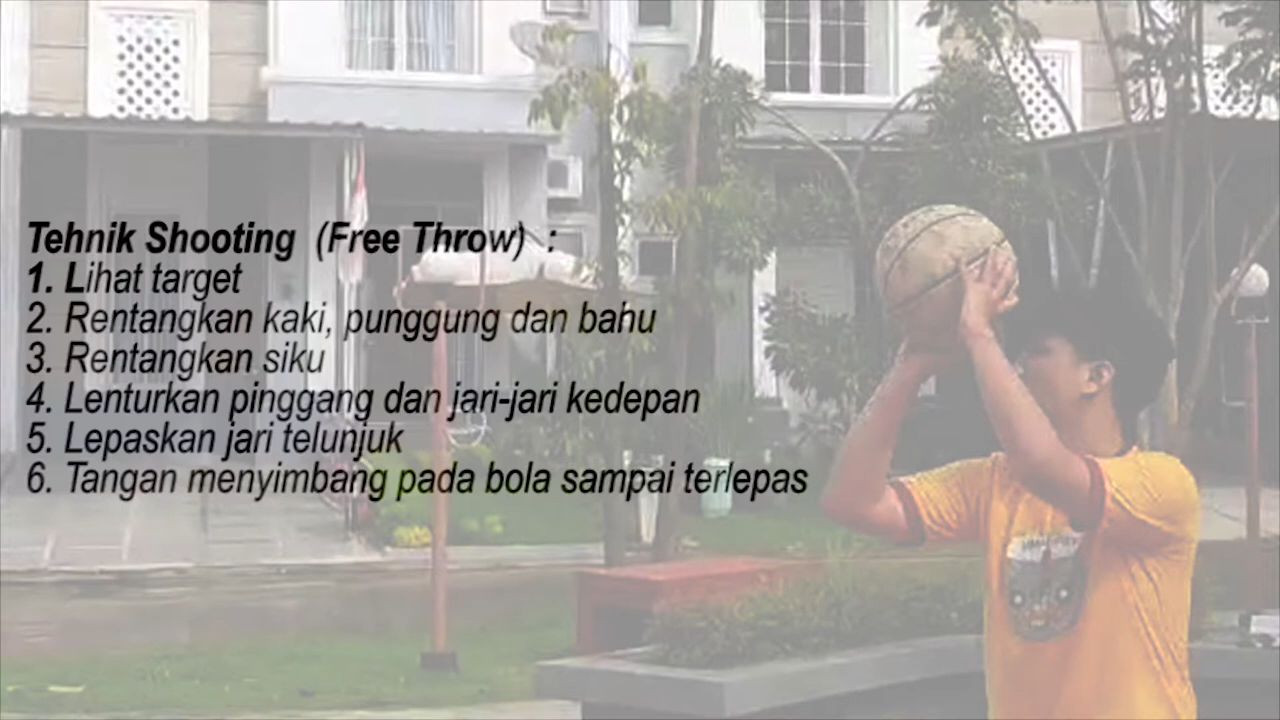 Tehnik Shooting (Free Throw) :
1. Lihat target
2. Rentangkan kaki, punggung dan bahu
3. Rentangkan siku
4. Lenturkan pinggang dan jari-jari kedepan
5. Lepaskan jari telunjuk
6. Tangan menyimbang pada bola sampai terlepas